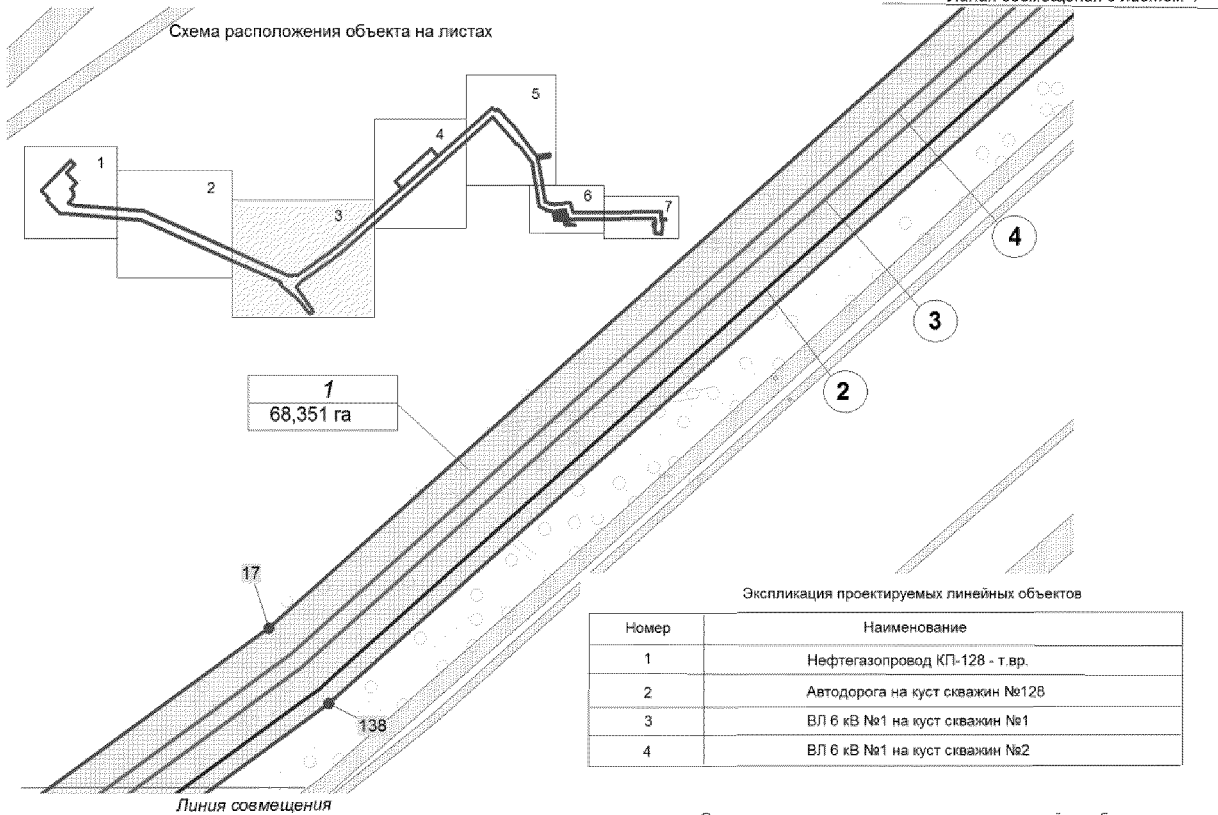 Схема расположения объекта на листах
1
2
3
4
5
6
7
4
3
2
1
68,351 га
17
138
Экспликация проектируемых линейных объектов
Номер Наименование
1 Нефтегазопровод КП-128 - т.вр.
2 Автодорога на куст скважин №128
3 ВЛ 6 кВ №1 на куст скважин №1
4 ВЛ 6 кВ №1 на куст скважин №2
Линия совмещения